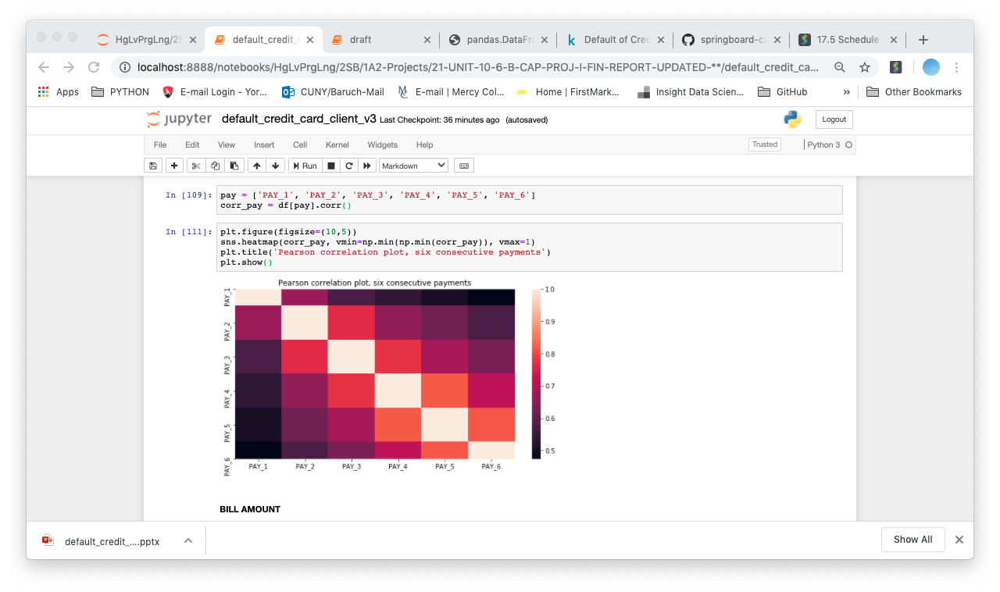 HgLvPrgLng/2S
default_credit_c
draft
pandas.DataFra
Default of Cred
springboard-ca
17.5 Schedule
localhost:8888/notebooks/HgLvPrgLng/2SB/1A2-Projects/21-UNIT-10-6-B-CAP-PROJ-I-FIN-REPORT-UPDATED-**/default_credit_ca...
Apps PYTHON E-mail Login - Yor... CUNY/Baruch-Mail E-mail | Mercy Col... Home | FirstMark... Insight Data Scien... GitHub » Other Bookmarks
jupyter default_credit_card_client_v3 Last Checkpoint: 36 minutes ago (autosaved) Logout
File Edit View Insert Cell Kernel Widgets Help Trusted Python 3
Run Markdown
In [109]: pay = ['PAY_1', 'PAY_2', 'PAY_3', 'PAY_4', 'PAY_5', 'PAY_6']
corr_pay = df[pay].corr()
In [111]: plt.figure(figsize=(10,5))
sns.heatmap(corr_pay, vmin=np.min(np.min(corr_pay)), vmax=1)
plt.title('Pearson correlation plot, six consecutive payments')
plt.show()
Pearson correlation plot, six consecutive payments
PAY_1
PAY_2
PAY_3
PAY_4
PAY_5
PAY_6
PAY_1 PAY_2 PAY_3 PAY_4 PAY_5 PAY_6
1.0
0.9
0.8
0.7
0.6
0.5
BILL AMOUNT
default_credit_....pptx Show All